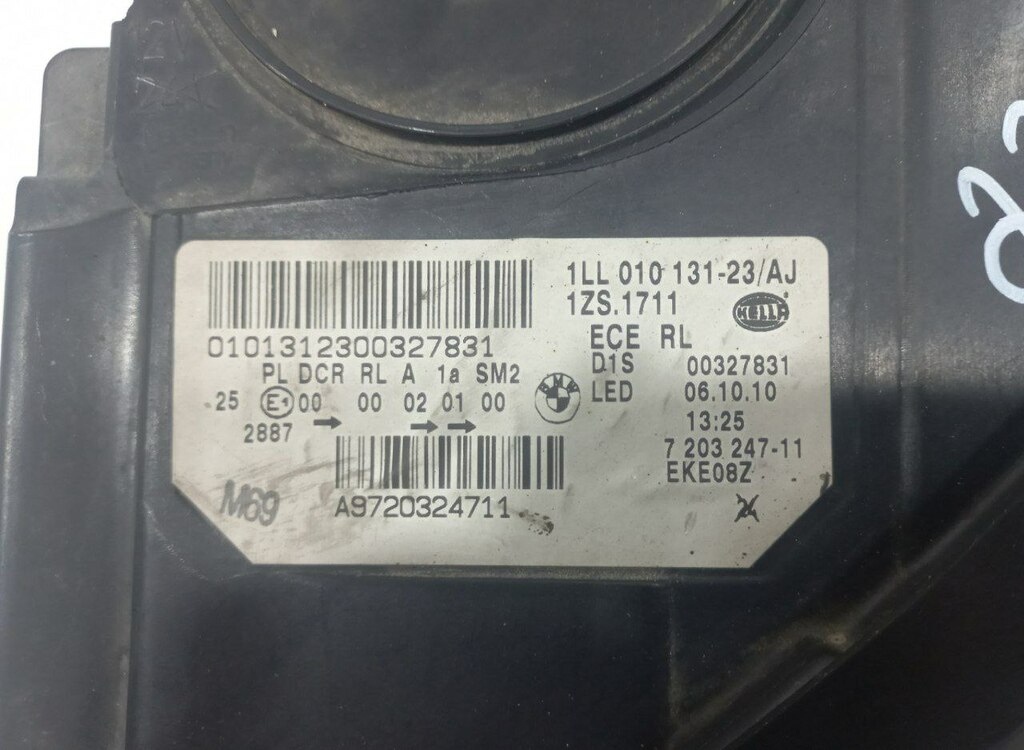 0101312300327831
PL DCR RL A 1a SM2
25 E1 00 00 02 01 00
2887
A9720324711
M69
1LL 010 131-23/AJ
1ZS.1711
HELLA
ECE RL
D1S 00327831
BMW
LED 06.10.10
13:25
7 203 247-11
EKE08Z